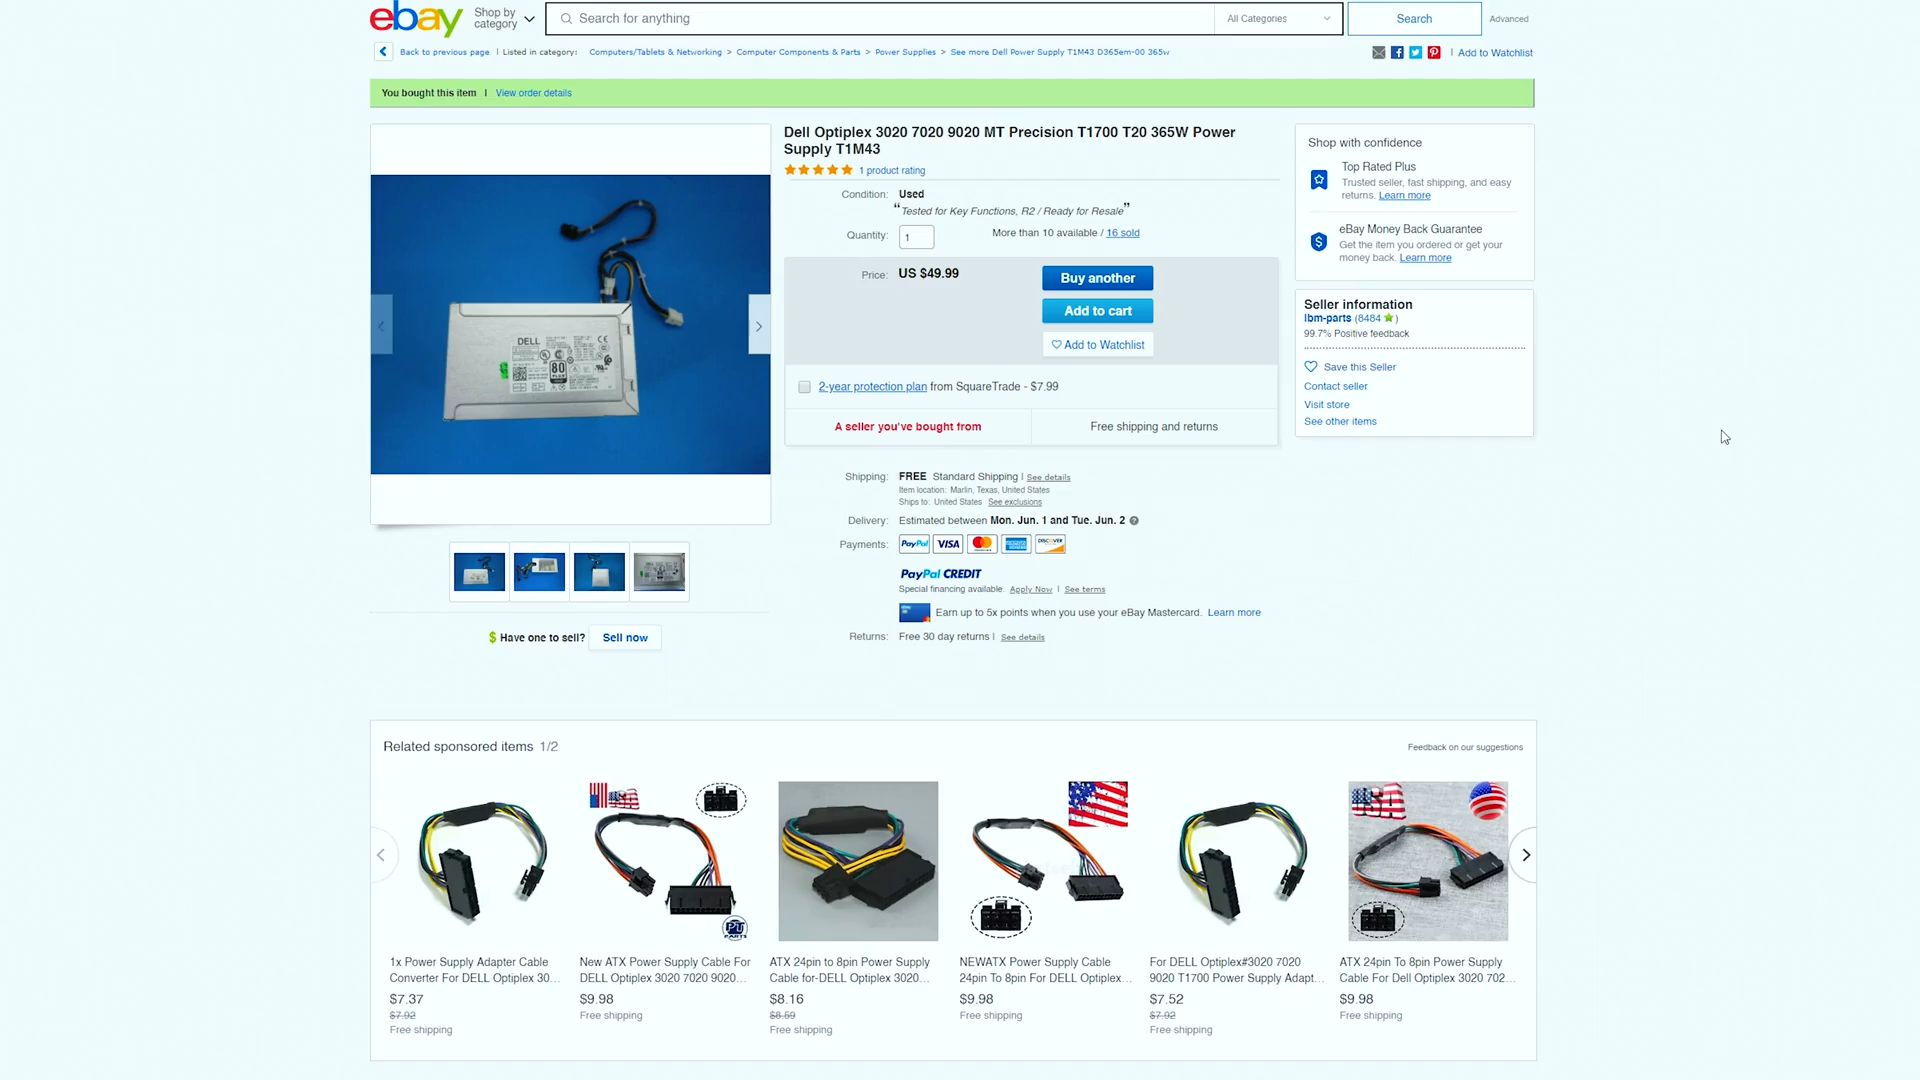 ebay
Shop by
category
Search for anything
All Categories
Search
Advanced
Back to previous page | Listed in category: Computers/Tablets & Networking > Computer Components & Parts > Power Supplies > See more Dell Power Supply T1M43 D365em-00 365w
| Add to Watchlist
You bought this item | View order details
Dell Optiplex 3020 7020 9020 MT Precision T1700 T20 365W Power
Supply T1M43
1 product rating
Condition: Used
“Tested for Key Functions, R2 / Ready for Resale”
Quantity: 1 More than 10 available / 16 sold
Price: US $49.99
Buy another
Add to cart
Add to Watchlist
2-year protection plan from SquareTrade - $7.99
A seller you've bought from
Free shipping and returns
Shipping: FREE Standard Shipping | See details
Item location: Marlin, Texas, United States
Ships to: United States See exclusions
Delivery: Estimated between Mon. Jun. 1 and Tue. Jun. 2
Payments: PayPal VISA DISCOVER
PayPal CREDIT
Special financing available. Apply Now | See terms
Earn up to 5x points when you use your eBay Mastercard. Learn more
Returns: Free 30 day returns | See details
Shop with confidence
Top Rated Plus
Trusted seller, fast shipping, and easy
returns. Learn more
eBay Money Back Guarantee
Get the item you ordered or get your
money back. Learn more
Seller information
lbm-parts (8484)
99.7% Positive feedback
Save this Seller
Contact seller
Visit store
See other items
DELL
80
$ Have one to sell? Sell now
Related sponsored items 1/2
Feedback on our suggestions
PT
PARTS
1x Power Supply Adapter Cable
Converter For DELL Optiplex 30...
$7.37
$7.92
Free shipping
New ATX Power Supply Cable For
DELL Optiplex 3020 7020 9020...
$9.98
Free shipping
ATX 24pin to 8pin Power Supply
Cable for-DELL Optiplex 3020...
$8.16
$8.59
Free shipping
NEWATX Power Supply Cable
24pin To 8pin For DELL Optiplex...
$9.98
Free shipping
For DELL Optiplex#3020 7020
9020 T1700 Power Supply Adapt...
$7.52
$7.92
Free shipping
ATX 24pin To 8pin Power Supply
Cable For Dell Optiplex 3020 702...
$9.98
Free shipping